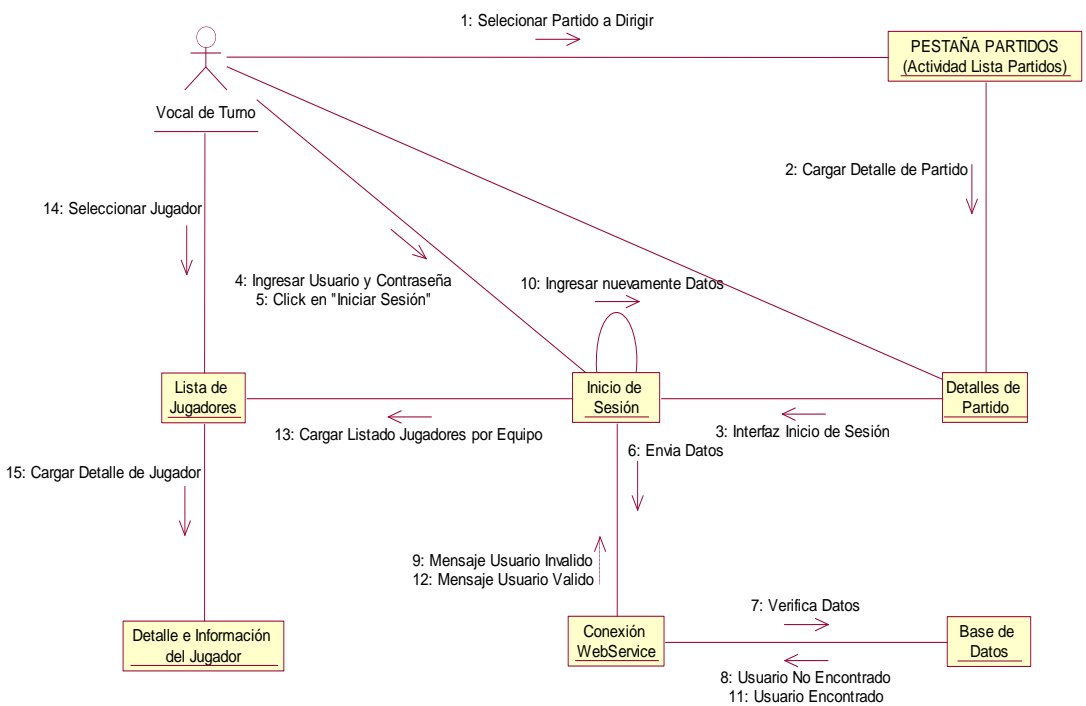 1: Selecionar Partido a Dirigir
PESTAÑA PARTIDOS
(Actividad Lista Partidos)
Vocal de Turno
2: Cargar Detalle de Partido
14: Seleccionar Jugador
4: Ingresar Usuario y Contraseña
5: Click en "Iniciar Sesión"
10: Ingresar nuevamente Datos
Lista de
Jugadores
Inicio de
Sesión
Detalles de
Partido
13: Cargar Listado Jugadores por Equipo
3: Interfaz Inicio de Sesión
6: Envia Datos
15: Cargar Detalle de Jugador
9: Mensaje Usuario Invalido
12: Mensaje Usuario Valido
7: Verifica Datos
Detalle e Información
del Jugador
Conexión
WebService
Base de
Datos
8: Usuario No Encontrado
11: Usuario Encontrado